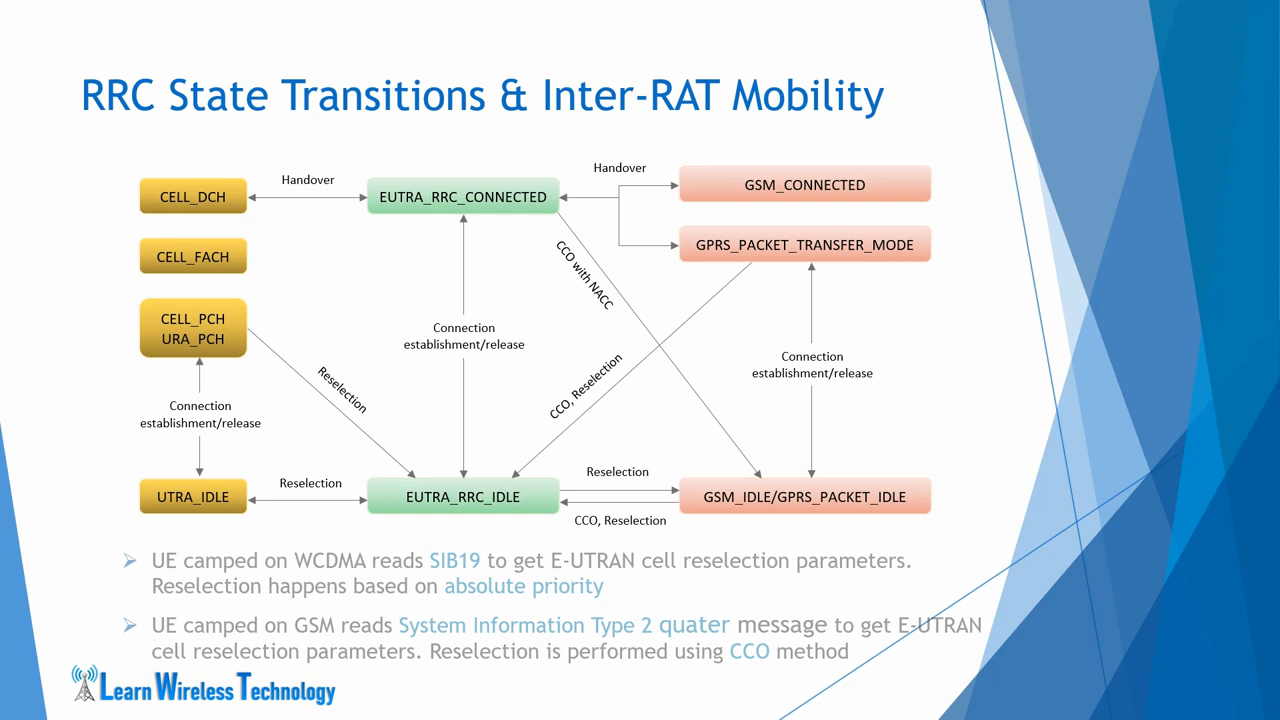 RRC State Transitions & Inter-RAT Mobility
Handover
Handover
CELL_DCH
EUTRA_RRC_CONNECTED
GSM_CONNECTED
CELL_FACH
GPRS_PACKET_TRANSFER_MODE
CCO with NACC
CELL_PCH
URA_PCH
Connection
establishment/release
Connection
establishment/release
Reselection
CCO, Reselection
Connection
establishment/release
Reselection
Reselection
UTRA_IDLE
EUTRA_RRC_IDLE
GSM_IDLE/GPRS_PACKET_IDLE
CCO, Reselection
UE camped on WCDMA reads SIB19 to get E-UTRAN cell reselection parameters.
Reselection happens based on absolute priority
UE camped on GSM reads System Information Type 2 quater message to get E-UTRAN
cell reselection parameters. Reselection is performed using CCO method
Learn Wireless Technology